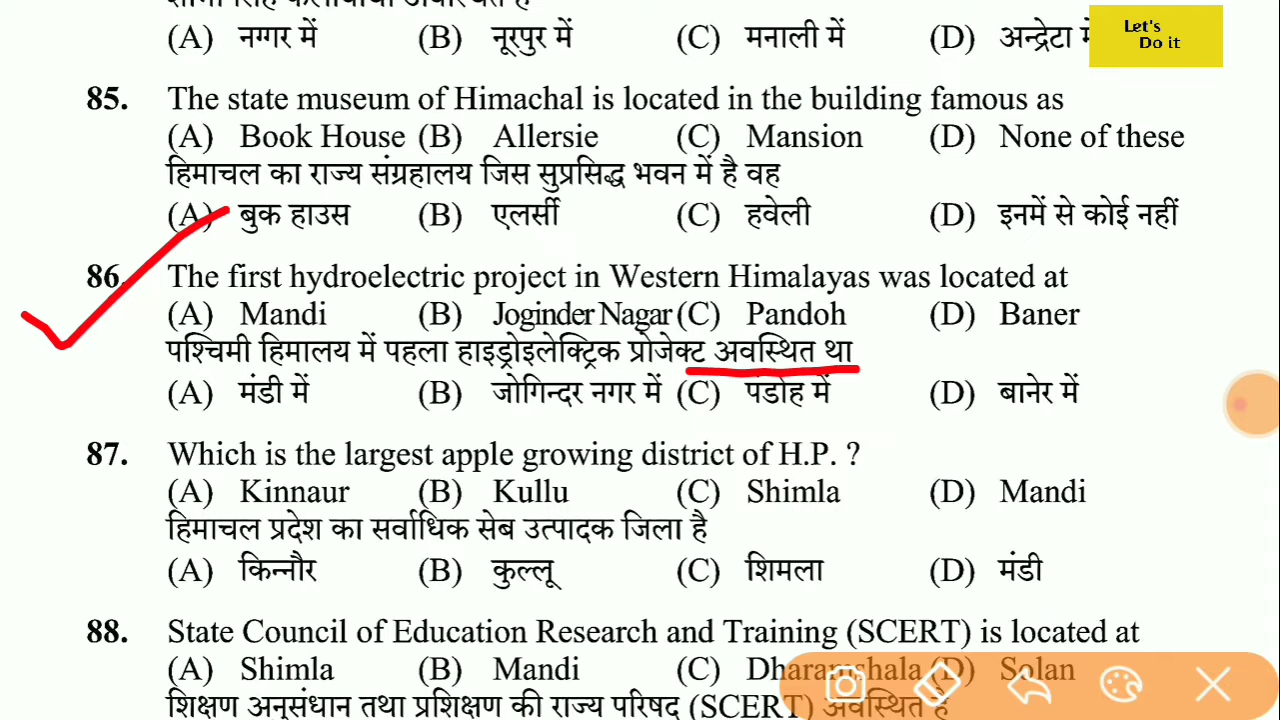 (A) नग्गर में (B) नूरपुर में (C) मनाली में (D) अन्द्रेटा
Let's
Do it
85. The state museum of Himachal is located in the building famous as
(A) Book House (B) Allersie (C) Mansion (D) None of these
हिमाचल का राज्य संग्रहालय जिस सुप्रसिद्ध भवन में है वह
(A) बुक हाउस (B) एलर्सी (C) हवेली (D) इनमें से कोई नहीं
86. The first hydroelectric project in Western Himalayas was located at
(A) Mandi (B) Joginder Nagar (C) Pandoh (D) Baner
पश्चिमी हिमालय में पहला हाइड्रोइलेक्ट्रिक प्रोजेक्ट अवस्थित था
(A) मंडी में (B) जोगिन्दर नगर में (C) पंडोह में (D) बानेर में
87. Which is the largest apple growing district of H.P. ?
(A) Kinnaur (B) Kullu (C) Shimla (D) Mandi
हिमाचल प्रदेश का सर्वाधिक सेब उत्पादक जिला है
(A) किन्नौर (B) कुल्लू (C) शिमला (D) मंडी
88. State Council of Education Research and Training (SCERT) is located at
(A) Shimla (B) Mandi (C) Dharamshala (D) Solan
शिक्षण अनुसंधान तथा प्रशिक्षण की राज्य परिषद (SCERT) अवस्थित है